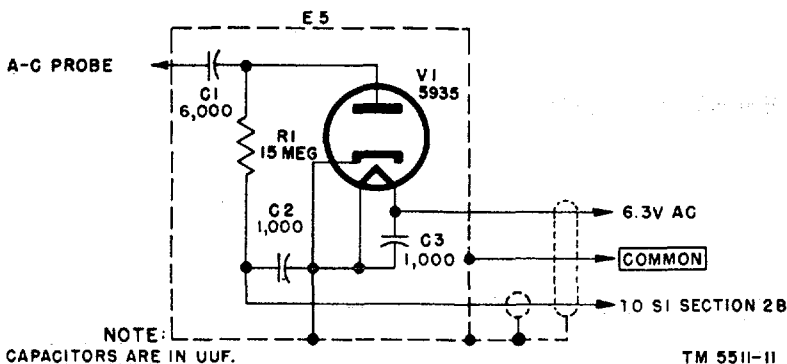 E5
A-C PROBE
C1
6,000
V1
5935
R1
15 MEG
C2
1,000
C3
1,000
6.3V AC
COMMON
TO S1 SECTION 2B
NOTE:
CAPACITORS ARE IN UUF.
TM 5511-11